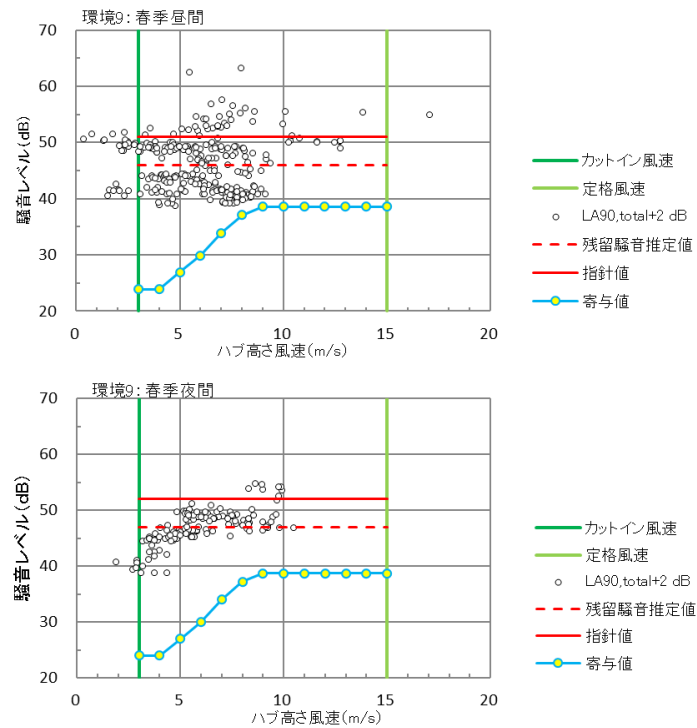 環境9：春季昼間
騒音レベル(dB)
70
60
50
40
30
20
0
5
10
15
20
ハブ高さ風速(m/s)
カットイン風速
定格風速
LA90,total+2 dB
残留騒音推定値
指針値
寄与値
環境9：春季夜間
騒音レベル(dB)
70
60
50
40
30
20
0
5
10
15
20
ハブ高さ風速(m/s)
カットイン風速
定格風速
LA90,total+2 dB
残留騒音推定値
指針値
寄与値